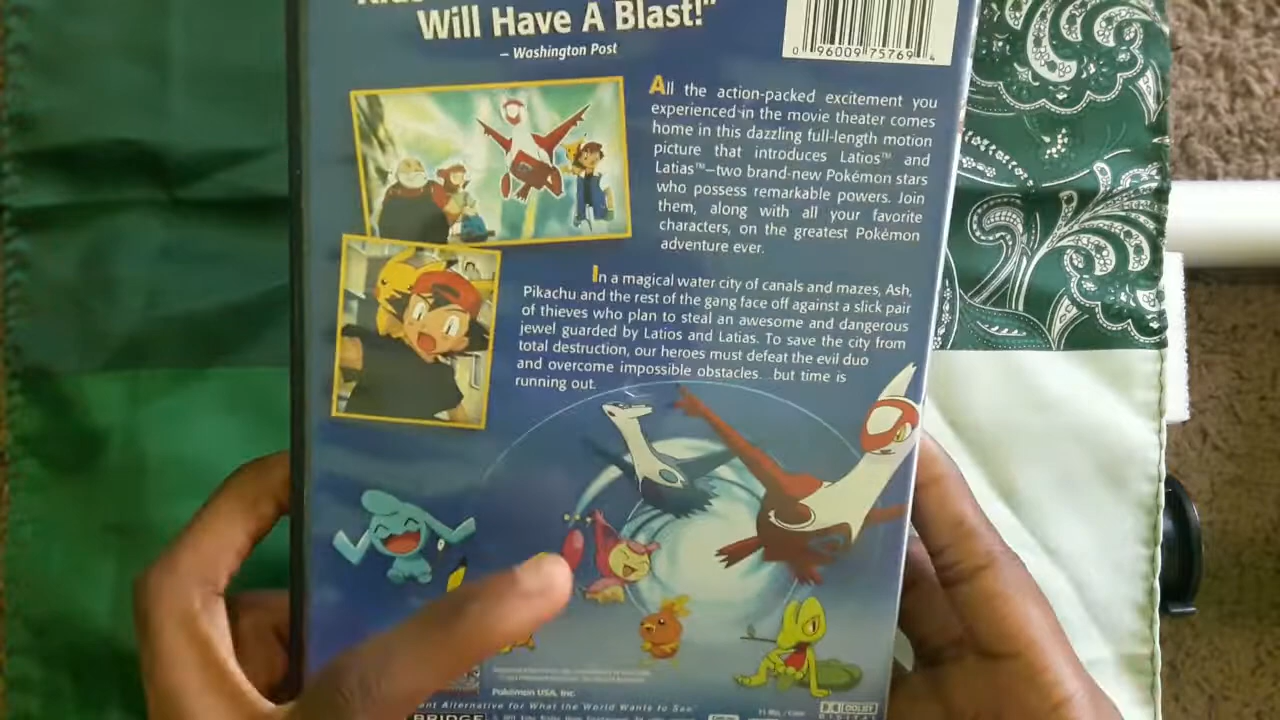 Will Have A Blast!"
– Washington Post
0 96009 75769 4
All the action-packed excitement you
experienced in the movie theater comes
home in this dazzling full-length motion
picture that introduces Latios™ and
Latias™–two brand-new Pokémon stars
who possess remarkable powers. Join
them, along with all your favorite
characters, on the greatest Pokémon
adventure ever.
In a magical water city of canals and mazes, Ash,
Pikachu and the rest of the gang face off against a slick pair
of thieves who plan to steal an awesome and dangerous
jewel guarded by Latios and Latias. To save the city from
total destruction, our heroes must defeat the evil duo
and overcome impossible obstacles...but time is
running out.
Pokémon USA, Inc.
Alternative for What the World Wants to See
BRIDGE
DOLBY
DIGITAL